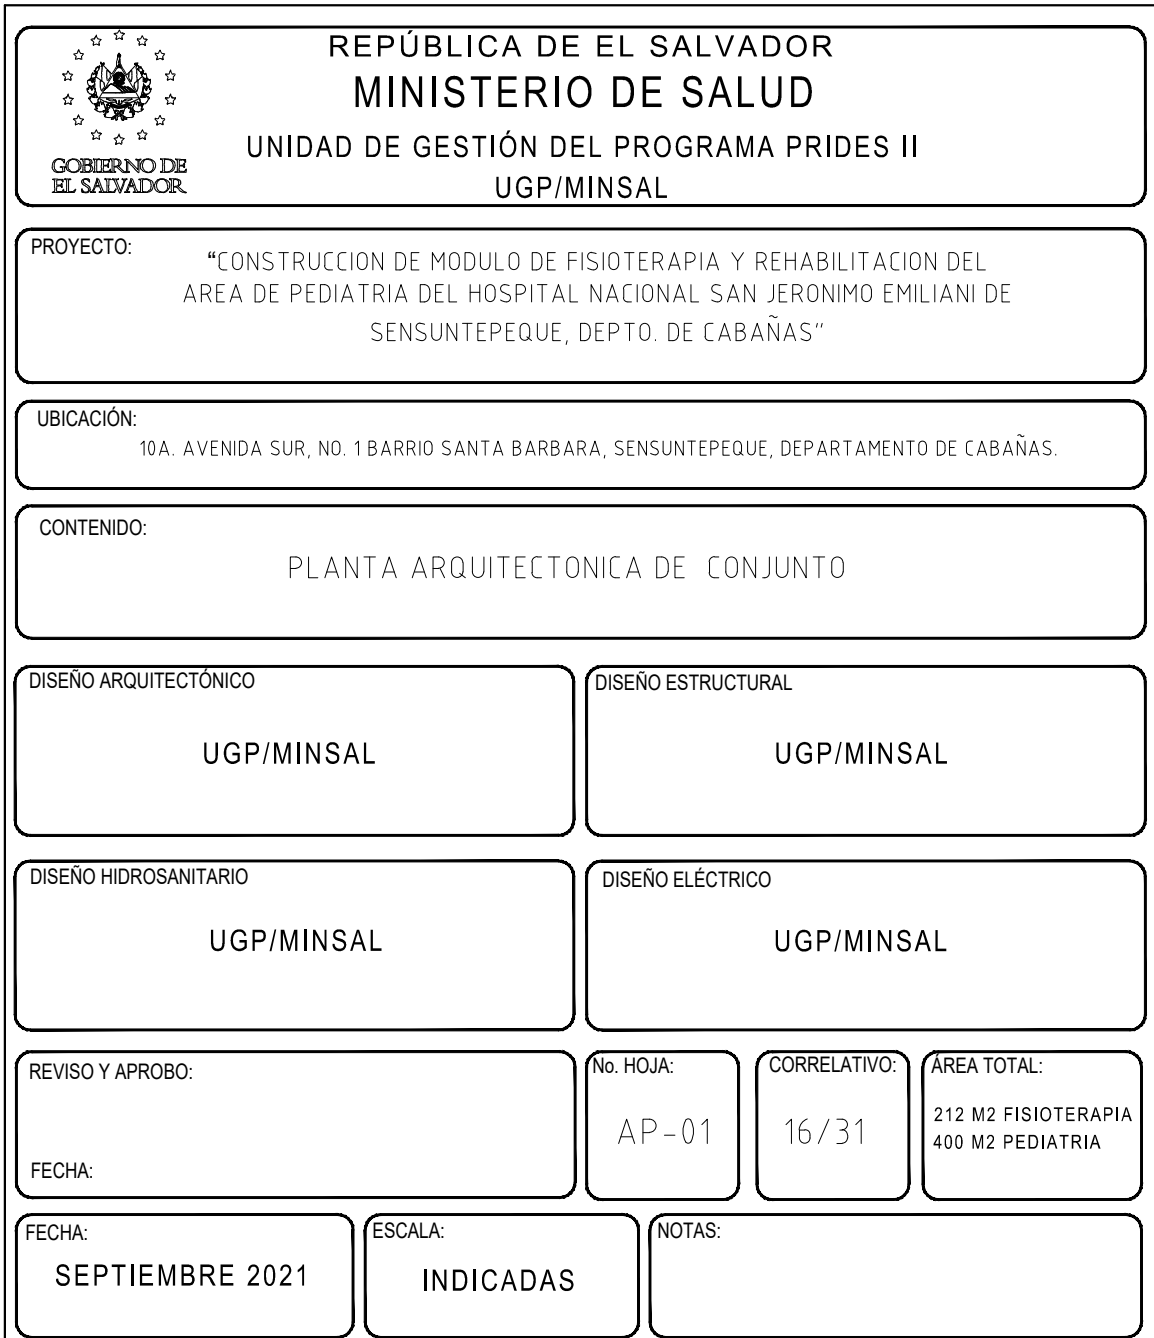 REPÚBLICA DE EL SALVADOR
MINISTERIO DE SALUD
UNIDAD DE GESTIÓN DEL PROGRAMA PRIDES II
UGP/MINSAL
GOBIERNO DE
EL SALVADOR
PROYECTO:
"CONSTRUCCION DE MODULO DE FISIOTERAPIA Y REHABILITACION DEL
AREA DE PEDIATRIA DEL HOSPITAL NACIONAL SAN JERONIMO EMILIANI DE
SENSUNTEPEQUE, DEPTO. DE CABAÑAS"
UBICACIÓN:
10A. AVENIDA SUR, NO. 1 BARRIO SANTA BARBARA, SENSUNTEPEQUE, DEPARTAMENTO DE CABAÑAS.
CONTENIDO:
PLANTA ARQUITECTONICA DE CONJUNTO
DISEÑO ARQUITECTÓNICO
UGP/MINSAL
DISEÑO ESTRUCTURAL
UGP/MINSAL
DISEÑO HIDROSANITARIO
UGP/MINSAL
DISEÑO ELÉCTRICO
UGP/MINSAL
REVISO Y APROBO:
FECHA:
No. HOJA:
AP-01
CORRELATIVO:
16/31
ÁREA TOTAL:
212 M2 FISIOTERAPIA
400 M2 PEDIATRIA
FECHA:
SEPTIEMBRE 2021
ESCALA:
INDICADAS
NOTAS: